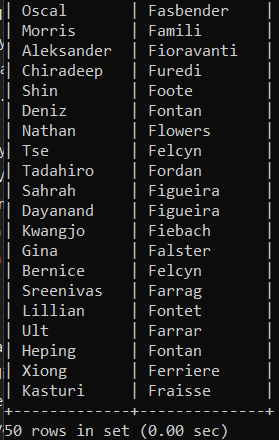 | Oscal | Fasbender |
| Morris | Famili |
| Aleksander | Fioravanti |
| Chiradeep | Furedi |
| Shin | Foote |
| Deniz | Fontan |
| Nathan | Flowers |
| Tse | Felcyn |
| Tadahiro | Fordan |
| Sahrah | Figueira |
| Dayanand | Figueira |
| Kwangjo | Fiebach |
| Gina | Falster |
| Bernice | Felcyn |
| Sreenivas | Farrag |
| Lillian | Fontet |
| Ult | Farrar |
| Heping | Fontan |
| Xiong | Ferriere |
| Kasturi | Fraisse |
+-------------+-------------+
50 rows in set (0.00 sec)